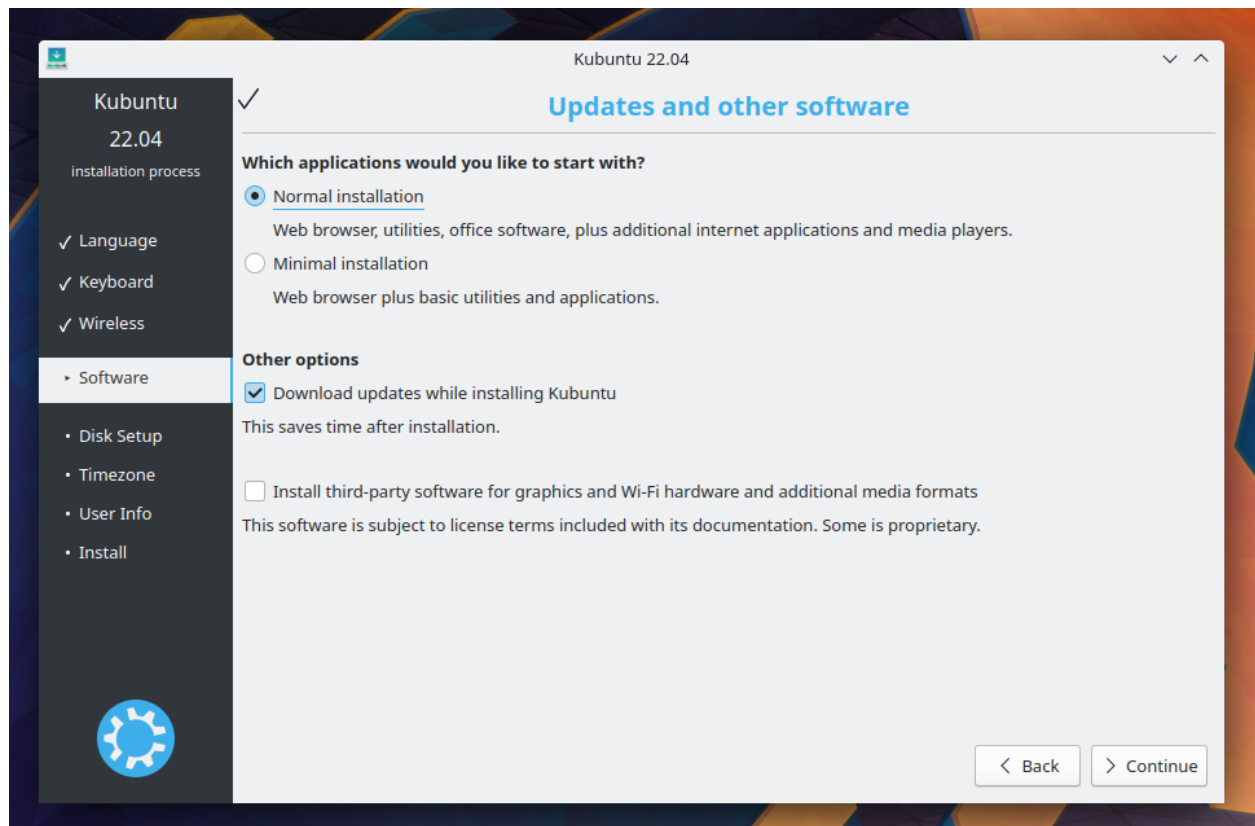 Kubuntu 22.04
Kubuntu
22.04
installation process
Language
Keyboard
Wireless
Software
Disk Setup
Timezone
User Info
Install
Updates and other software
Which applications would you like to start with?
Normal installation
Web browser, utilities, office software, plus additional internet applications and media players.
Minimal installation
Web browser plus basic utilities and applications.
Other options
Download updates while installing Kubuntu
This saves time after installation.
Install third-party software for graphics and Wi-Fi hardware and additional media formats
This software is subject to license terms included with its documentation. Some is proprietary.
Back
Continue